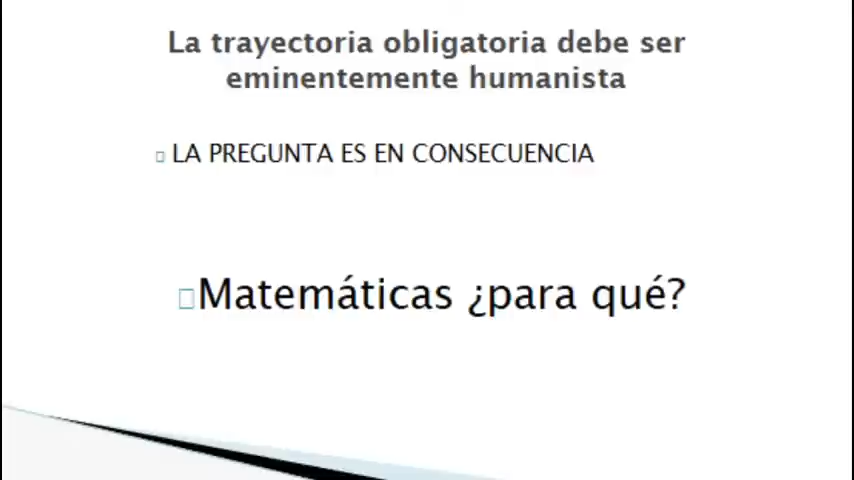 La trayectoria obligatoria debe ser
eminentemente humanista
LA PREGUNTA ES EN CONSECUENCIA
Matemáticas ¿para qué?